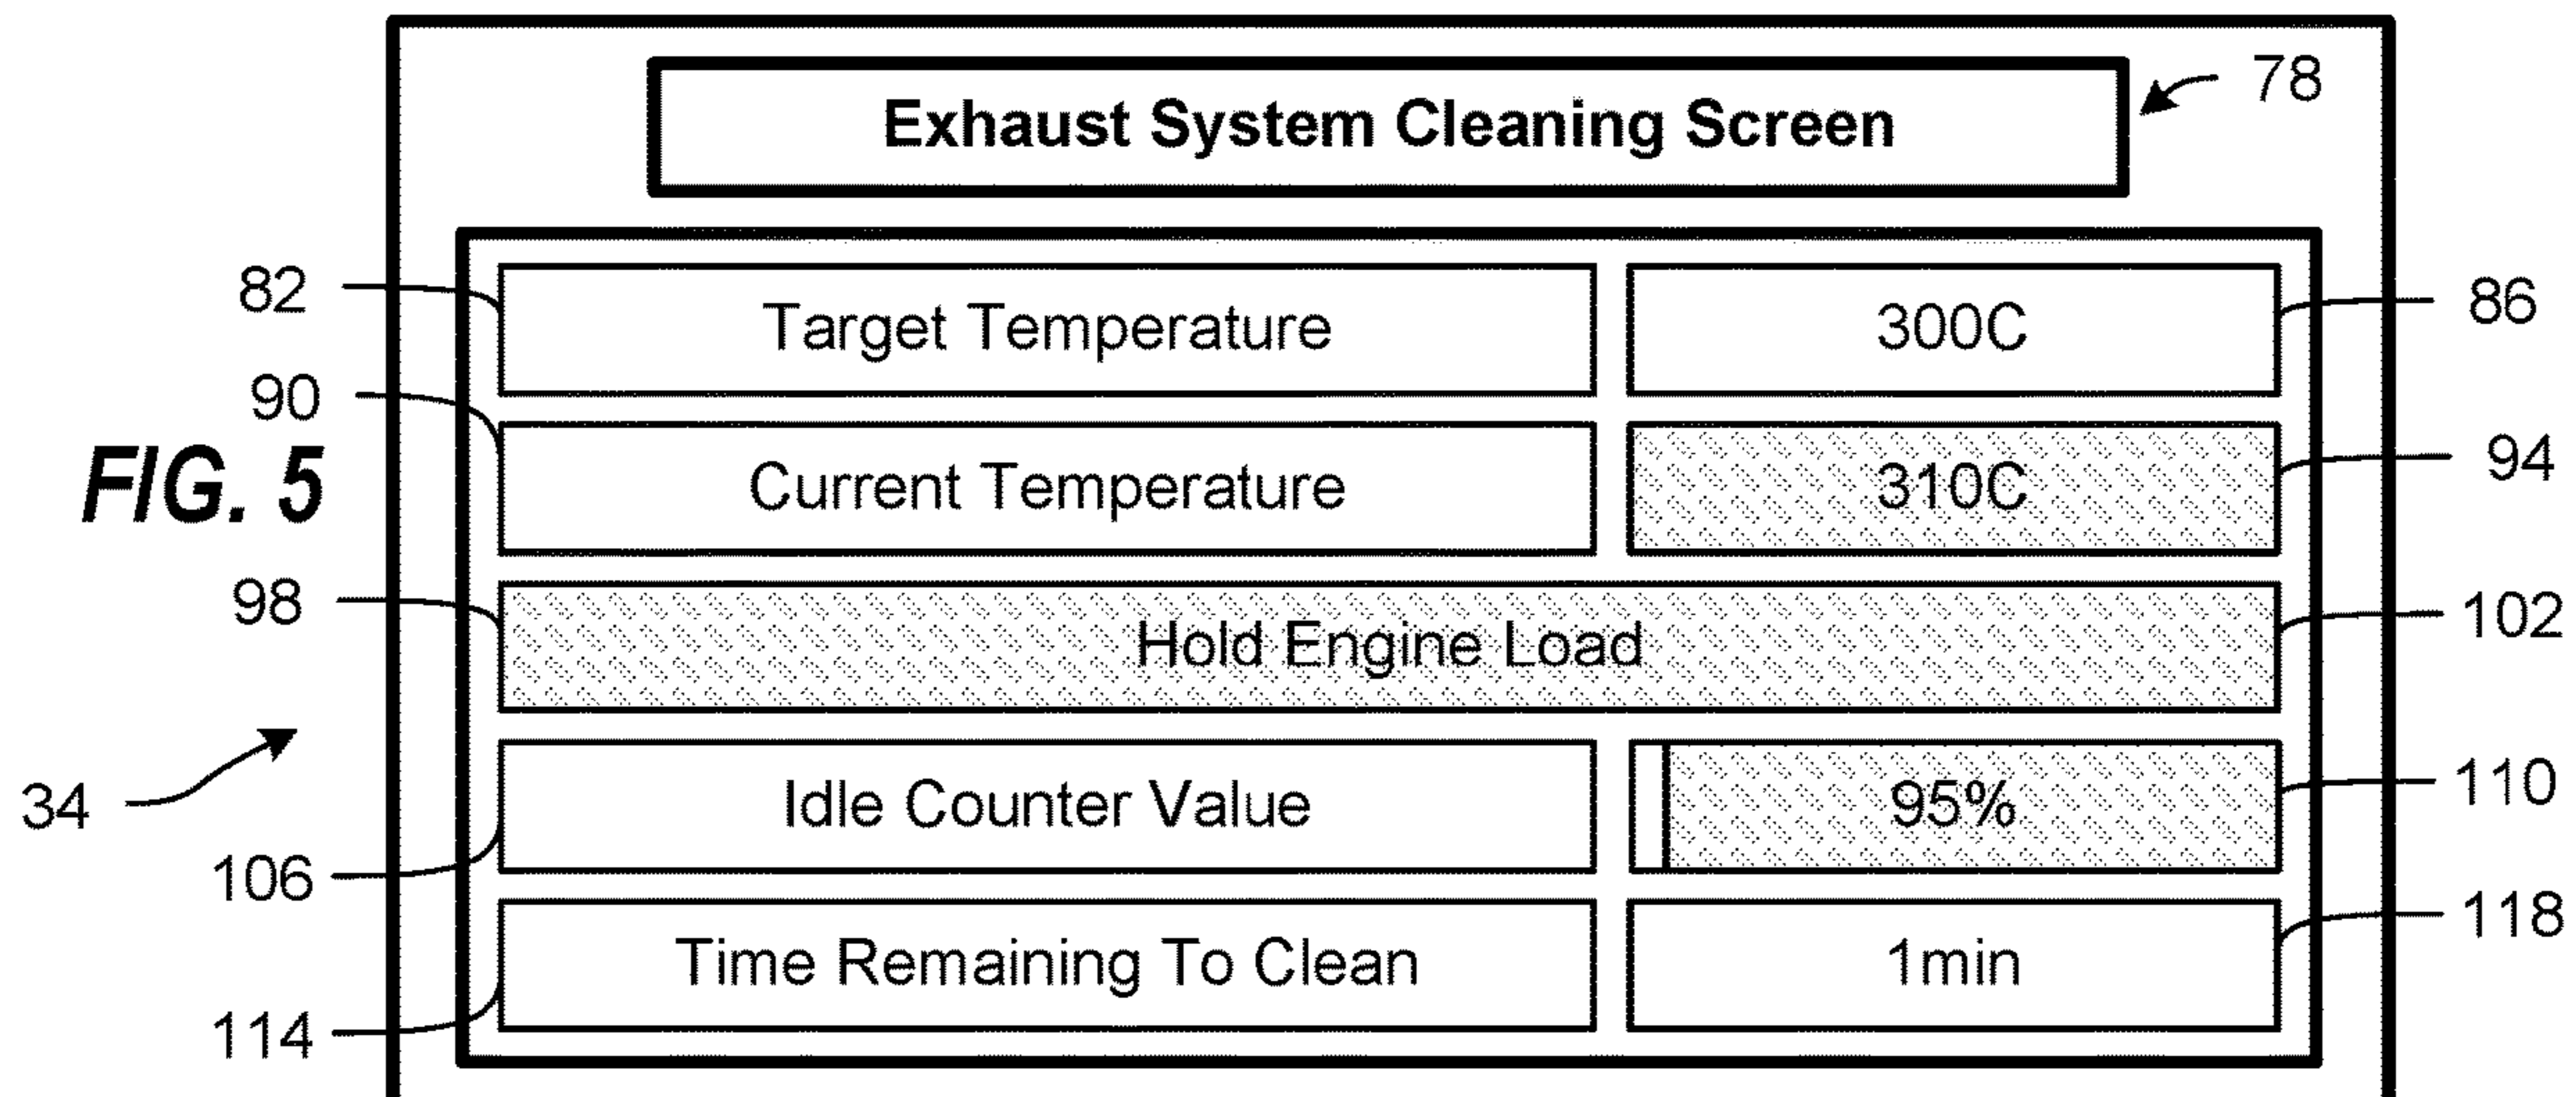 Exhaust System Cleaning Screen
78
82
Target Temperature
300C
86
90
Current Temperature
310C
94
FIG. 5
98
Hold Engine Load
102
34
Idle Counter Value
95%
110
106
Time Remaining To Clean
1min
118
114